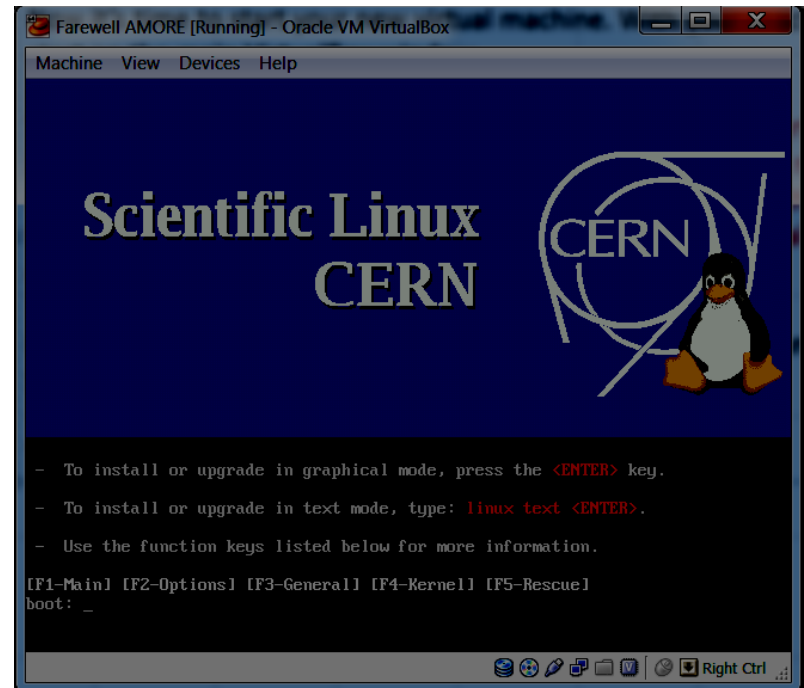 Farewell AMORE [Running] - Oracle VM VirtualBox
Machine View Devices Help
Scientific Linux
CERN
CERN
- To install or upgrade in graphical mode, press the <ENTER> key.
- To install or upgrade in text mode, type: linux text <ENTER>.
- Use the function keys listed below for more information.
[F1-Main] [F2-Options] [F3-General] [F4-Kernel] [F5-Rescue]
boot: _
Right Ctrl